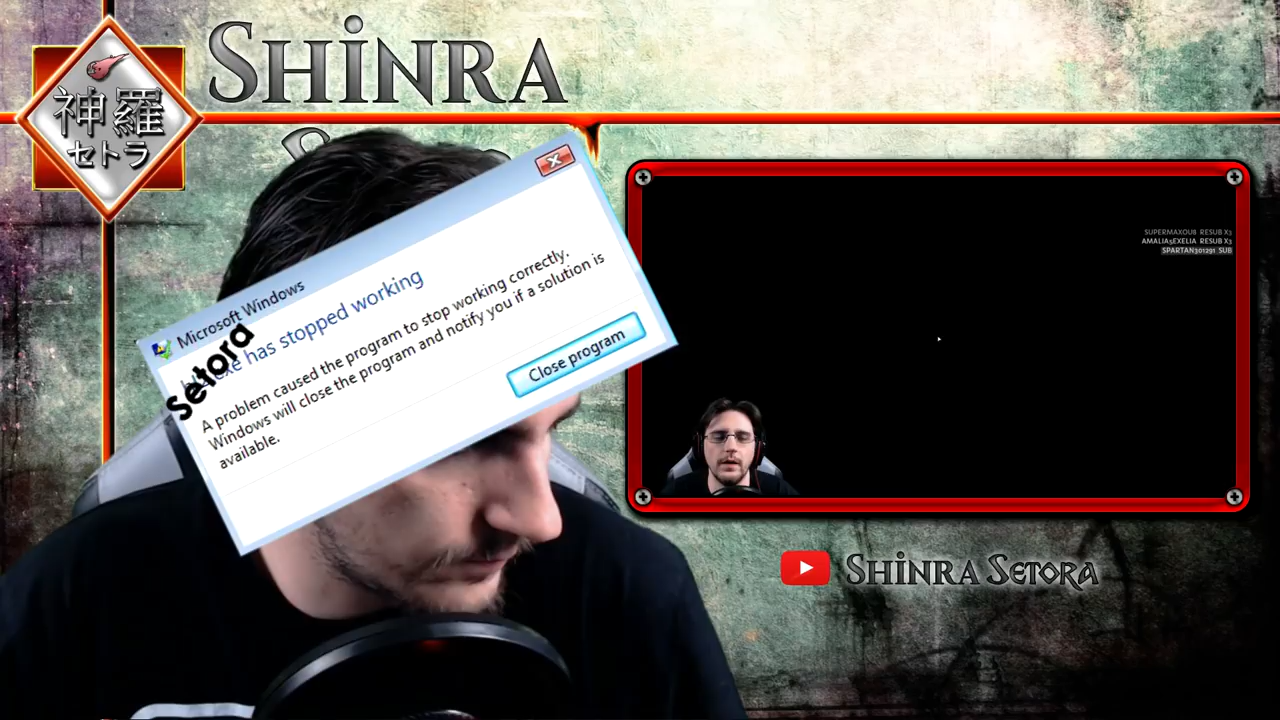 Shinra
神羅
セトラ
Microsoft Windows
Setora
exe has stopped working
A problem caused the program to stop working correctly.
Windows will close the program and notify you if a solution is
available.
Close program
SUPERMAXOU8 RESUB X3
AMALIA5EXELIA RESUB X3
SPARTAN301291 SUB
Shinra Setora